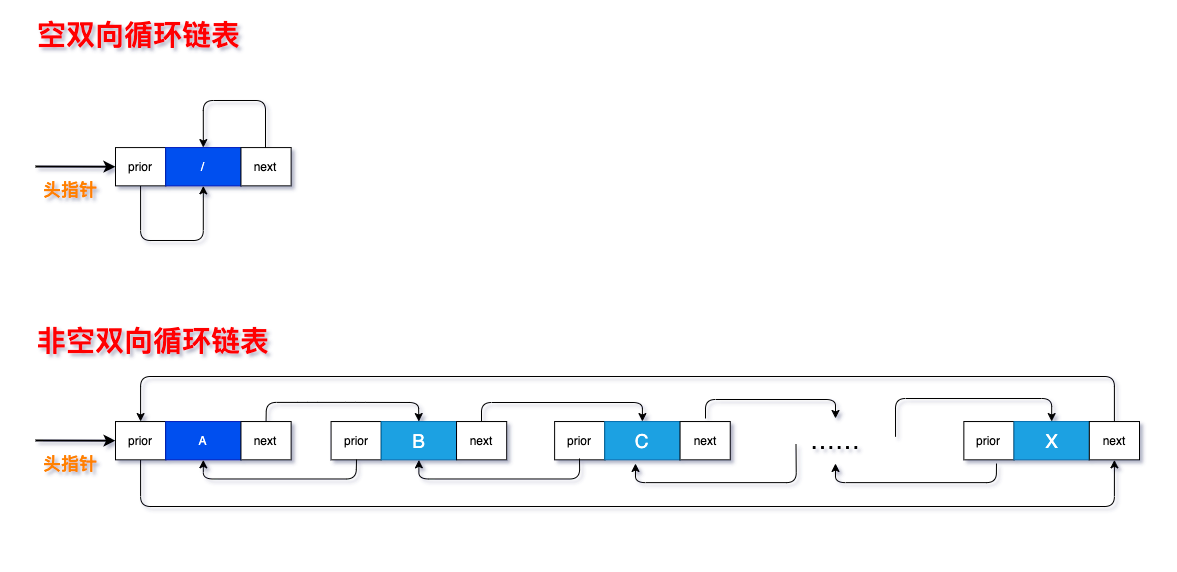 空双向循环链表
prior / next
头指针
非空双向循环链表
prior A next prior B next prior C next ...... prior X next
头指针